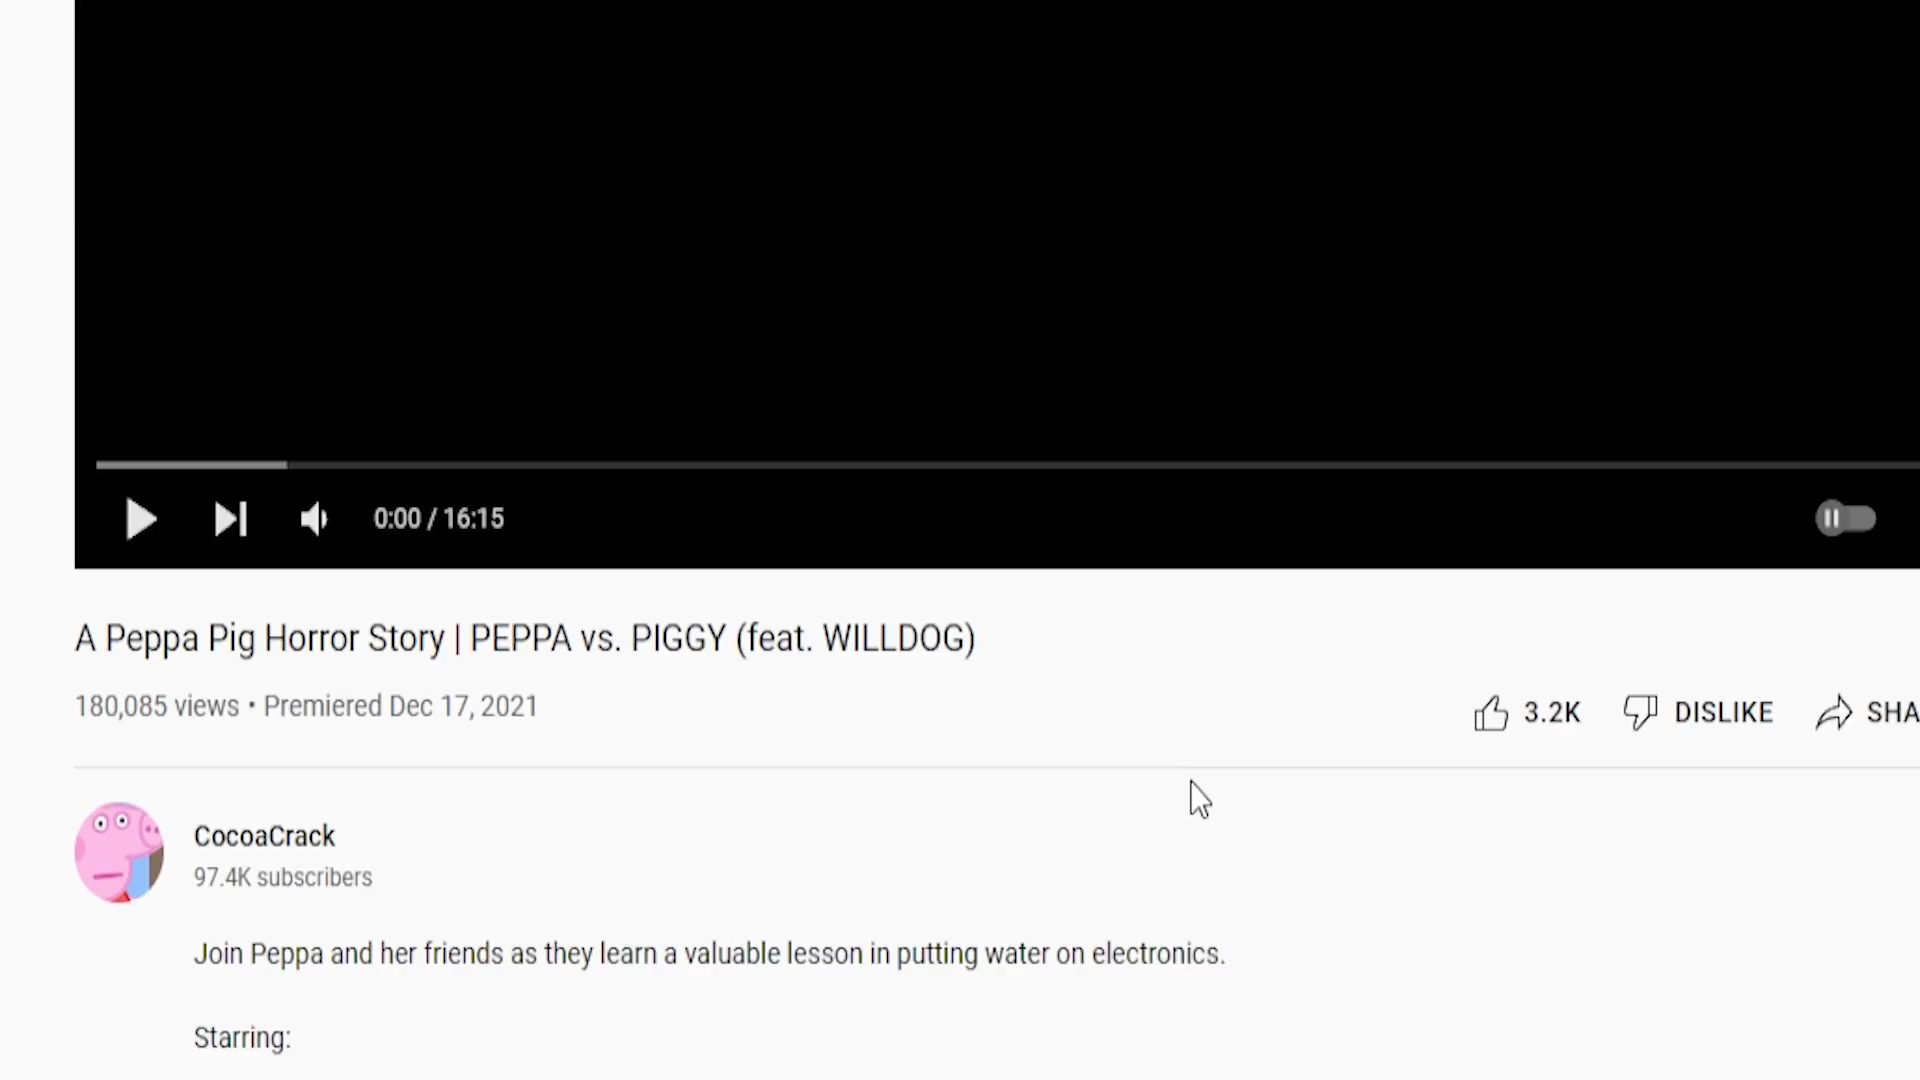 0:00 / 16:15
A Peppa Pig Horror Story | PEPPA vs. PIGGY (feat. WILLDOG)
180,085 views • Premiered Dec 17, 2021
3.2K DISLIKE SHA
CocoaCrack
97.4K subscribers
Join Peppa and her friends as they learn a valuable lesson in putting water on electronics.
Starring: